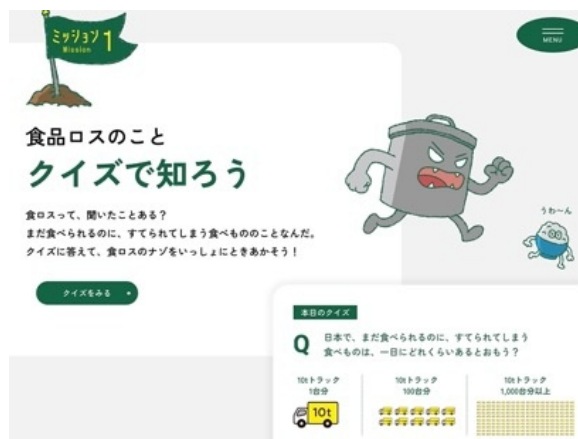 ミッション1
Mission
MENU
食品ロスのこと
クイズで知ろう
食ロスって、聞いたことある？
まだ食べられるのに、すてられてしまう食べもののことなんだ。
クイズに答えて、食ロスのナゾをいっしょにときあかそう！
クイズをみる
うわ〜ん
本日のクイズ
Q 日本で、まだ食べられるのに、すてられてしまう
食べものは、一日にどれくらいあるとおもう？
10tトラック
1台分
10tトラック
100台分
10tトラック
1,000台分以上
10t